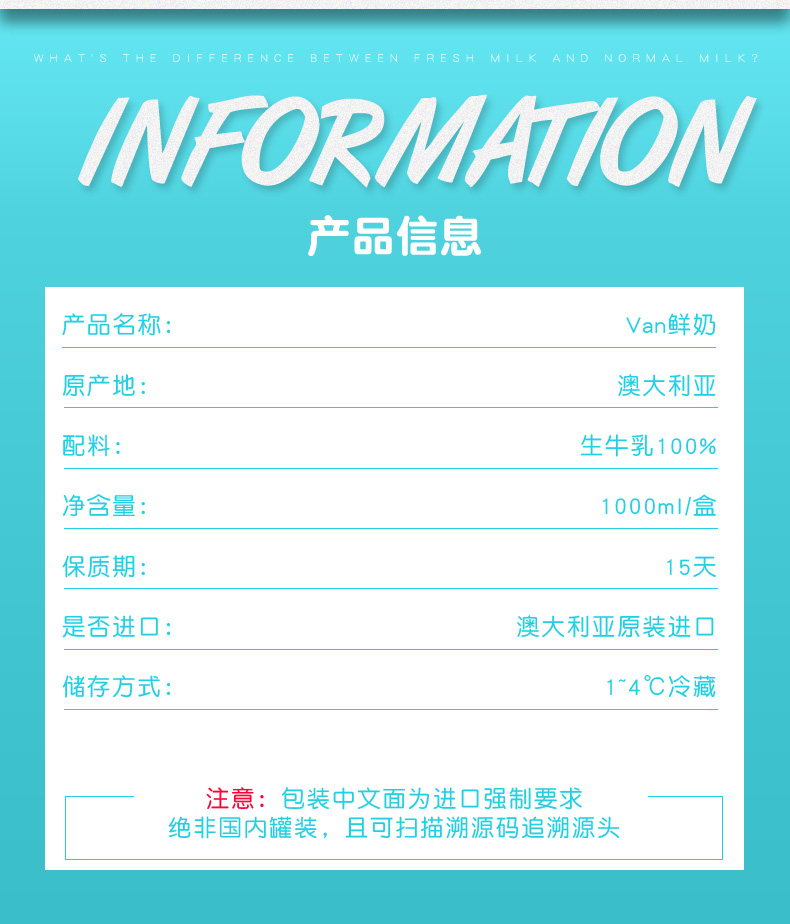 WHAT'S THE DIFFERENCE BETWEEN FRESH MILK AND NORMAL MILK?
INFORMATION
产品信息
产品名称： Van鲜奶
原产地： 澳大利亚
配料： 生牛乳100%
净含量： 1000ml/盒
保质期： 15天
是否进口： 澳大利亚原装进口
储存方式： 1~4℃冷藏
注意：包装中文面为进口强制要求
绝非国内罐装，且可扫描溯源码追溯源头